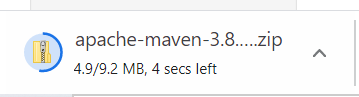 apache-maven-3.8.....zip
4.9/9.2 MB, 4 secs left